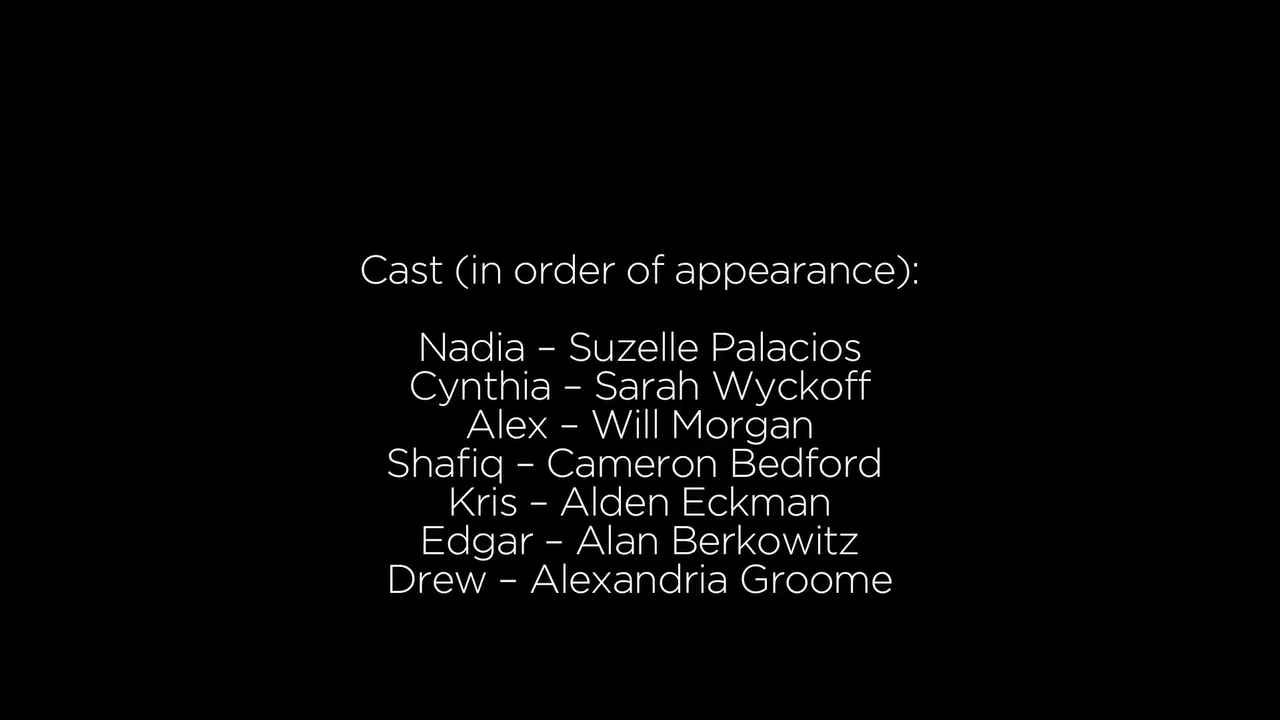 Cast (in order of appearance):
Nadia – Suzelle Palacios
Cynthia – Sarah Wyckoff
Alex – Will Morgan
Shafiq – Cameron Bedford
Kris – Alden Eckman
Edgar – Alan Berkowitz
Drew – Alexandria Groome